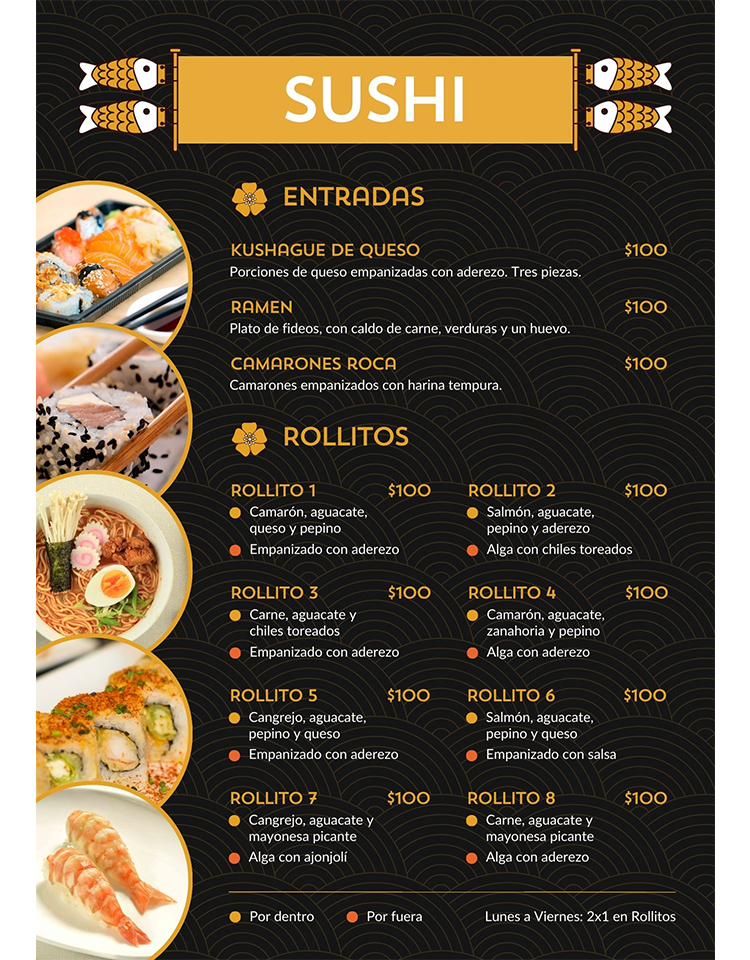 SUSHI
ENTRADAS
KUSHAGUE DE QUESO $100
Porciones de queso empanizadas con aderezo. Tres piezas.
RAMEN $100
Plato de fideos, con caldo de carne, verduras y un huevo.
CAMARONES ROCA $100
Camarones empanizados con harina tempura.
ROLLITOS
ROLLITO 1 $100
Camarón, aguacate,
queso y pepino
Empanizado con aderezo
ROLLITO 2 $100
Salmón, aguacate,
pepino y aderezo
Alga con chiles toreados
ROLLITO 3 $100
Carne, aguacate y
chiles toreados
Empanizado con aderezo
ROLLITO 4 $100
Camarón, aguacate,
zanahoria y pepino
Alga con aderezo
ROLLITO 5 $100
Cangrejo, aguacate,
pepino y queso
Empanizado con aderezo
ROLLITO 6 $100
Salmón, aguacate,
pepino y queso
Empanizado con salsa
ROLLITO 7 $100
Cangrejo, aguacate y
mayonesa picante
Alga con ajonjolí
ROLLITO 8 $100
Carne, aguacate y
mayonesa picante
Alga con aderezo
Por dentro
Por fuera
Lunes a Viernes: 2x1 en Rollitos